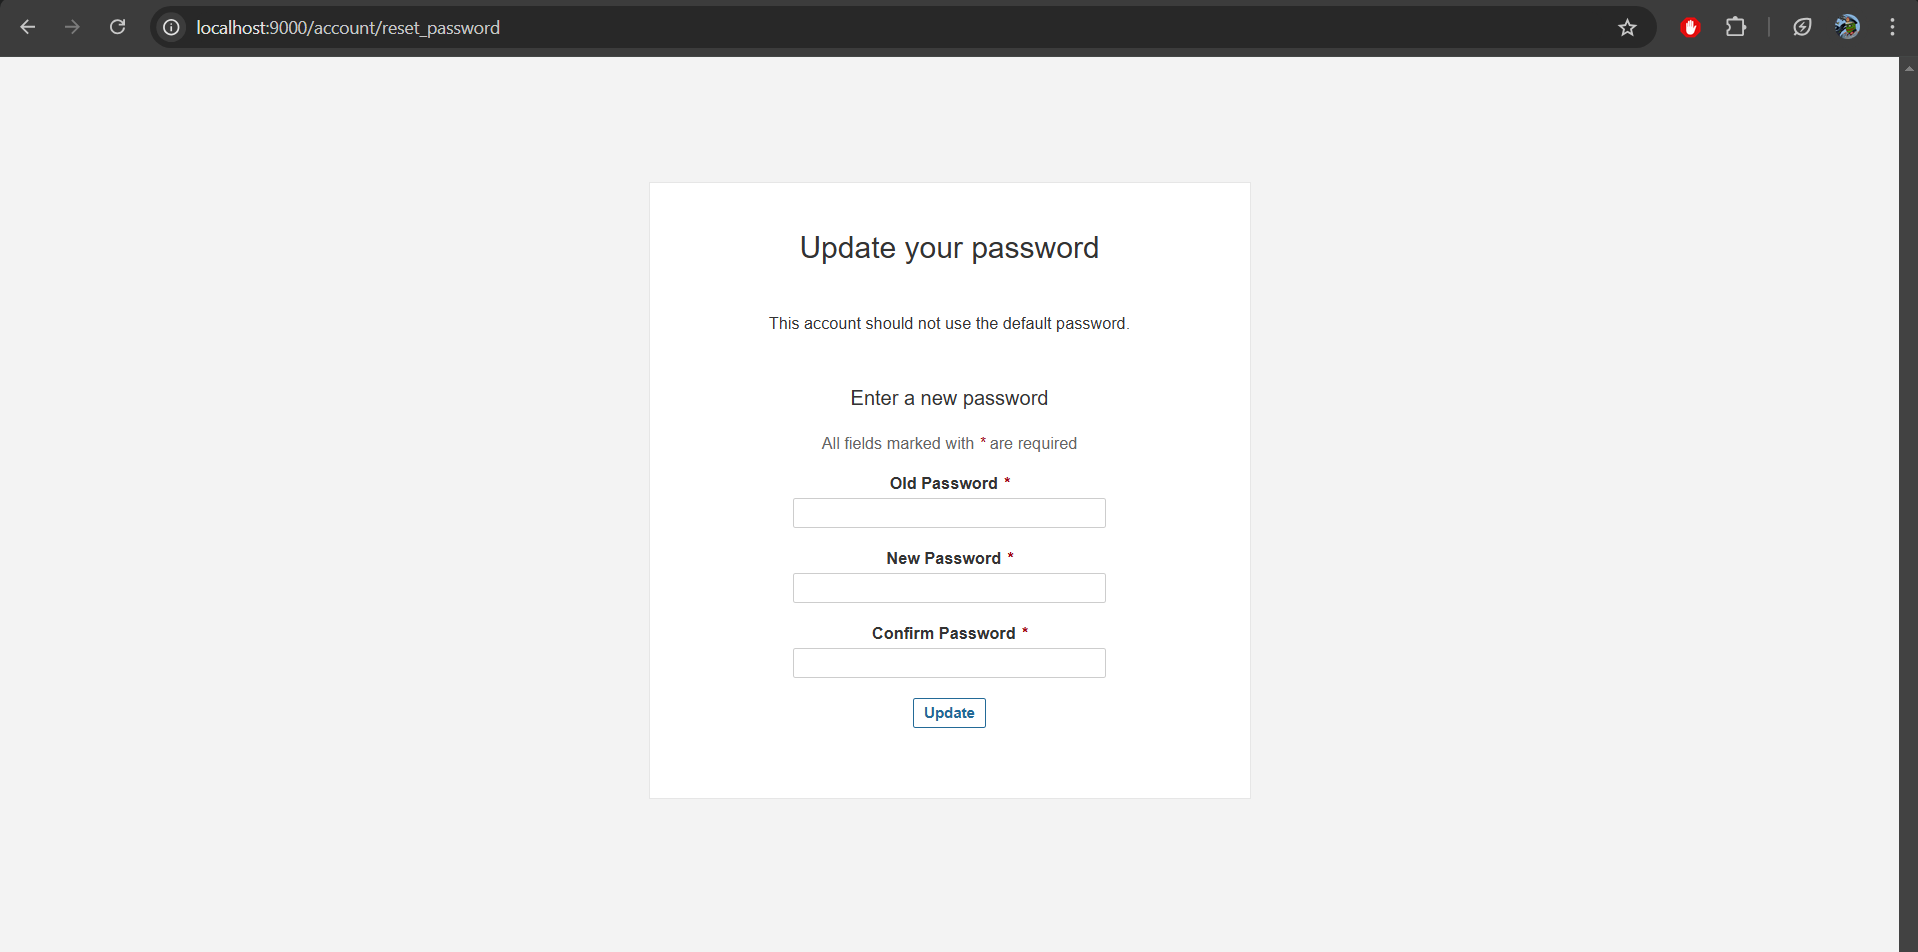 localhost:9000/account/reset_password
Update your password
This account should not use the default password.
Enter a new password
All fields marked with * are required
Old Password *
New Password *
Confirm Password *
Update